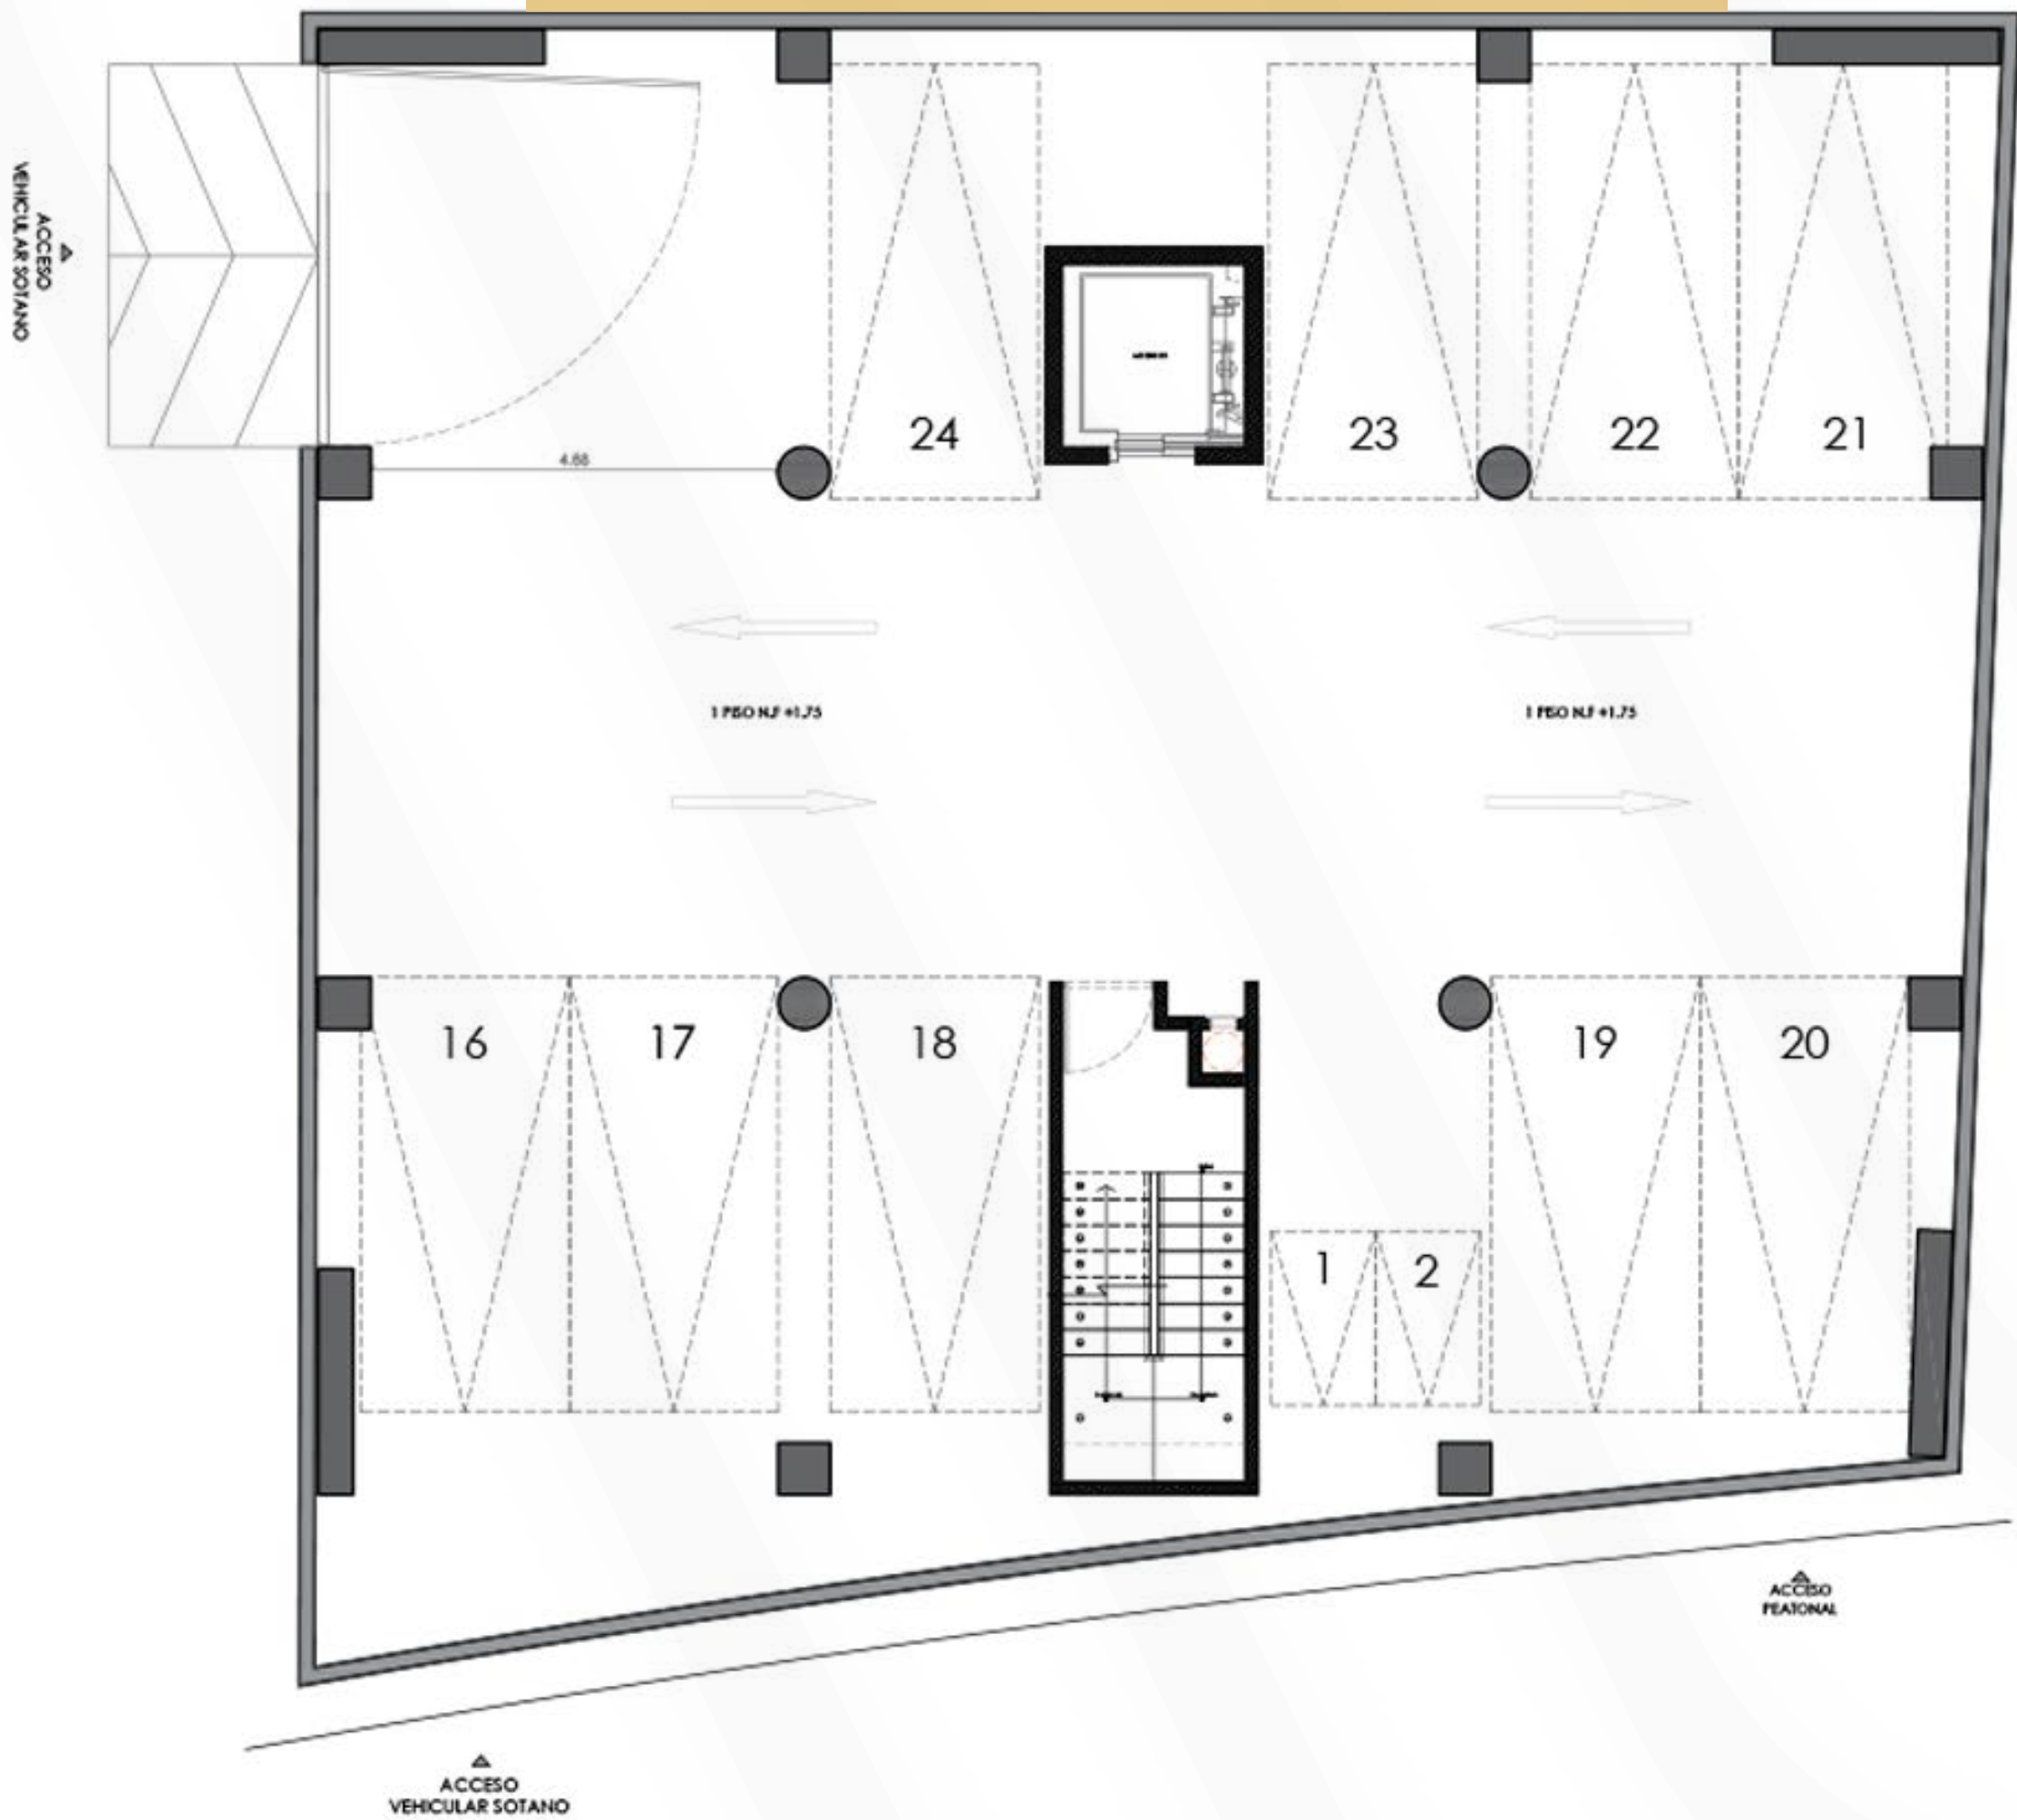 ACCESO
VEHICULAR SOTANO
24
23
22
21
4.88
1 PISO N.F +1.75
1 PISO N.F +1.75
16
17
18
19
20
1
2
ACCESO
PEATONAL
ACCESO
VEHICULAR SOTANO